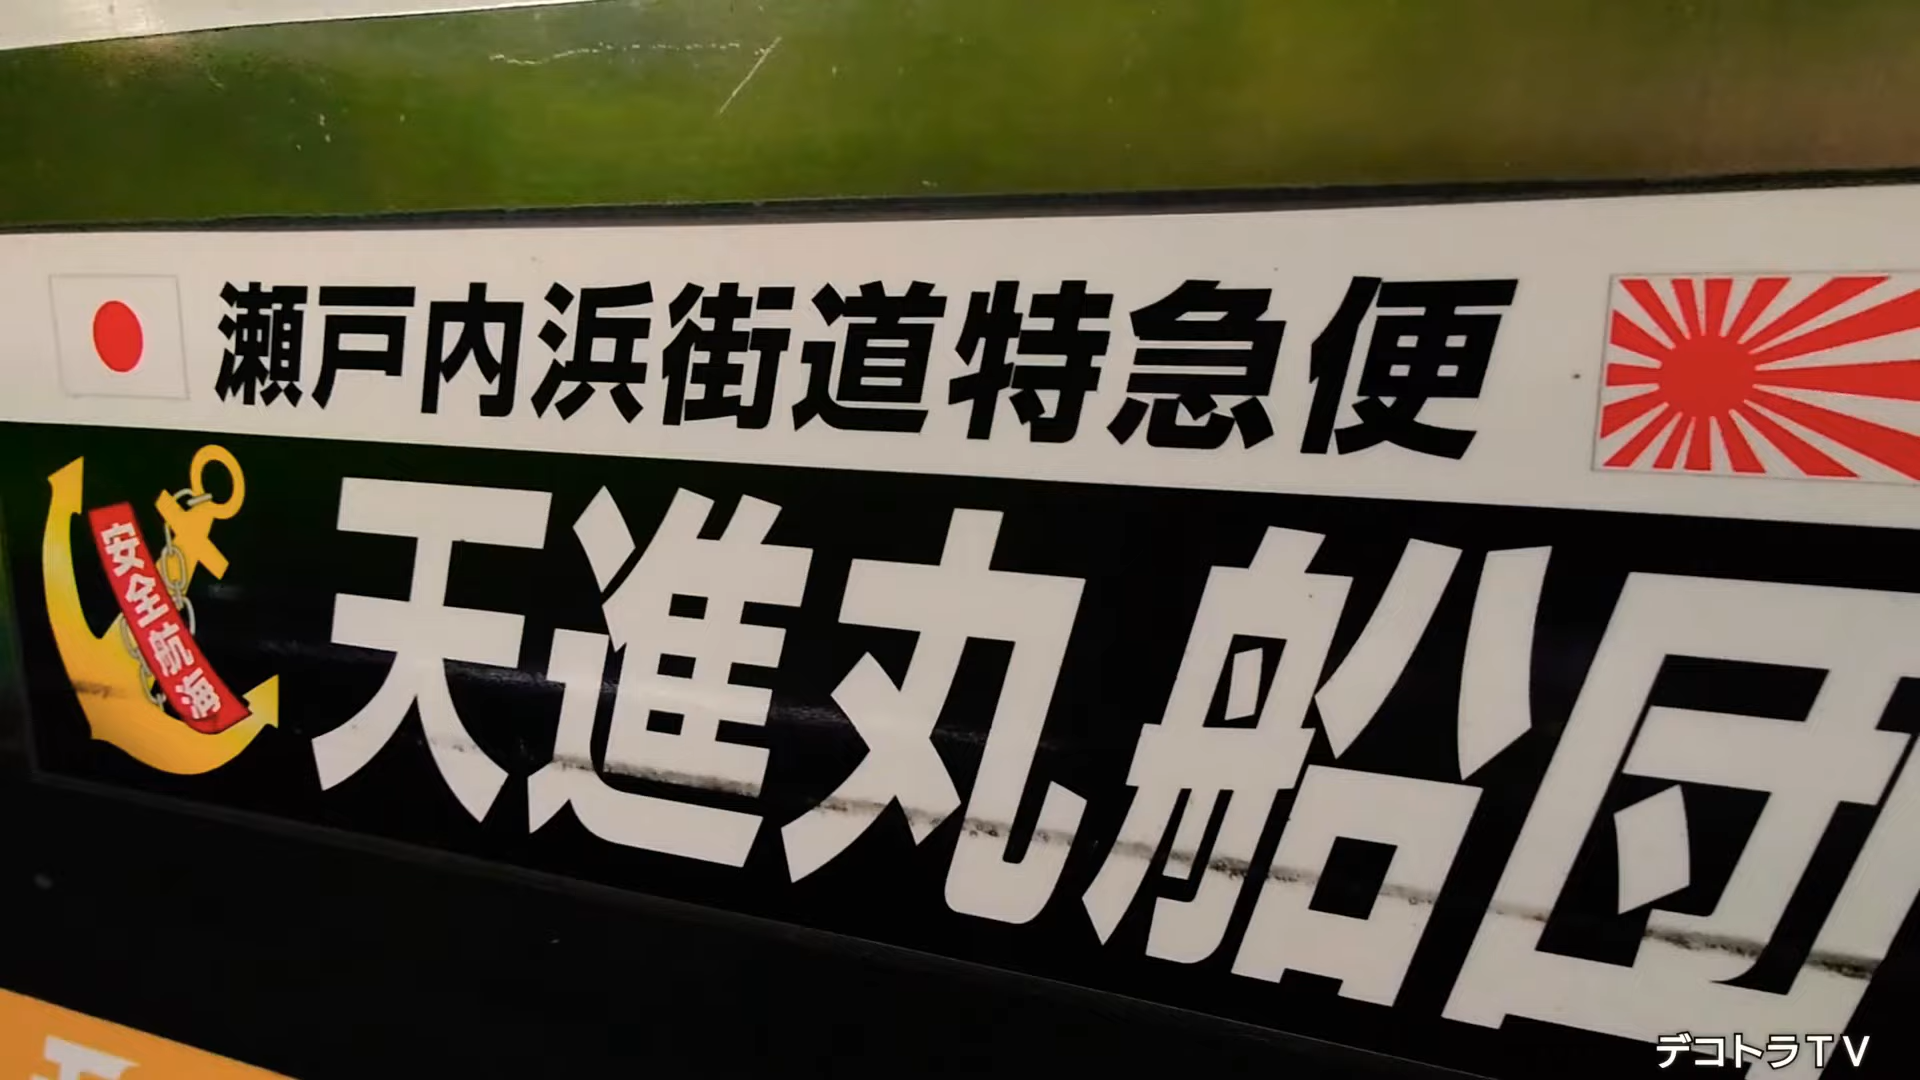 瀬戸内浜街道特急便
安全航海
天進丸船団
デコトラTV